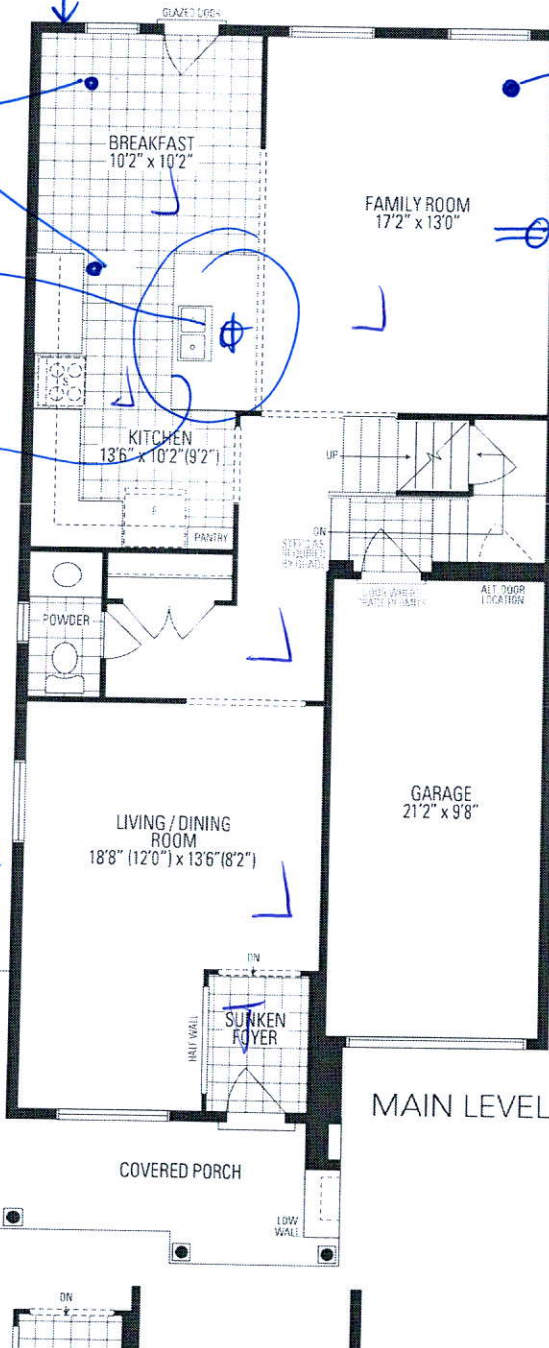 GLAZED DOOR
BREAKFAST
10'2" x 10'2"
FAMILY ROOM
17'2" x 13'0"
S
KITCHEN
13'6" x 10'2"(9'2")
UP
F
PANTRY
DN
ALT. DOOR
LOCATION
POWDER
GARAGE
21'2" x 9'8"
LIVING / DINING
ROOM
18'8" (12'0") x 13'6"(8'2")
DN
HALF WALL
SUNKEN
FOYER
MAIN LEVEL
COVERED PORCH
LOW
WALL
DN